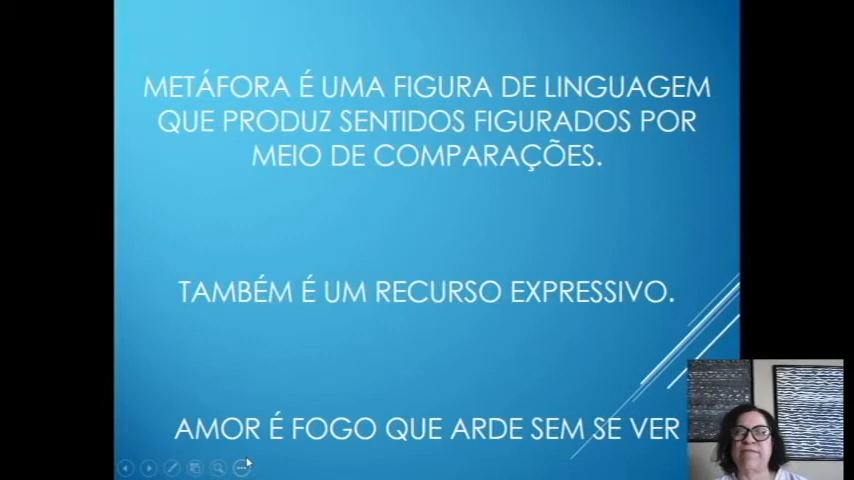 METÁFORA É UMA FIGURA DE LINGUAGEM
QUE PRODUZ SENTIDOS FIGURADOS POR
MEIO DE COMPARAÇÕES.
TAMBÉM É UM RECURSO EXPRESSIVO.
AMOR É FOGO QUE ARDE SEM SE VER